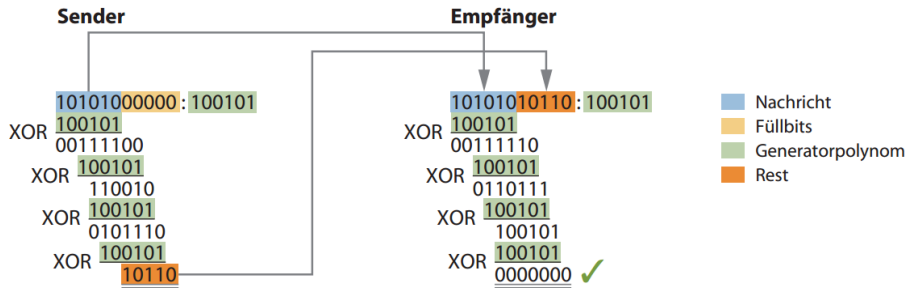 Sender
10101000000:100101
XOR 100101
00111100
XOR 100101
110010
XOR 100101
0101110
XOR 100101
10110
Empfänger
10101010110:100101
XOR 100101
00111110
XOR 100101
0110111
XOR 100101
100101
XOR 100101
0000000 ✓
Nachricht
Füllbits
Generatorpolynom
Rest